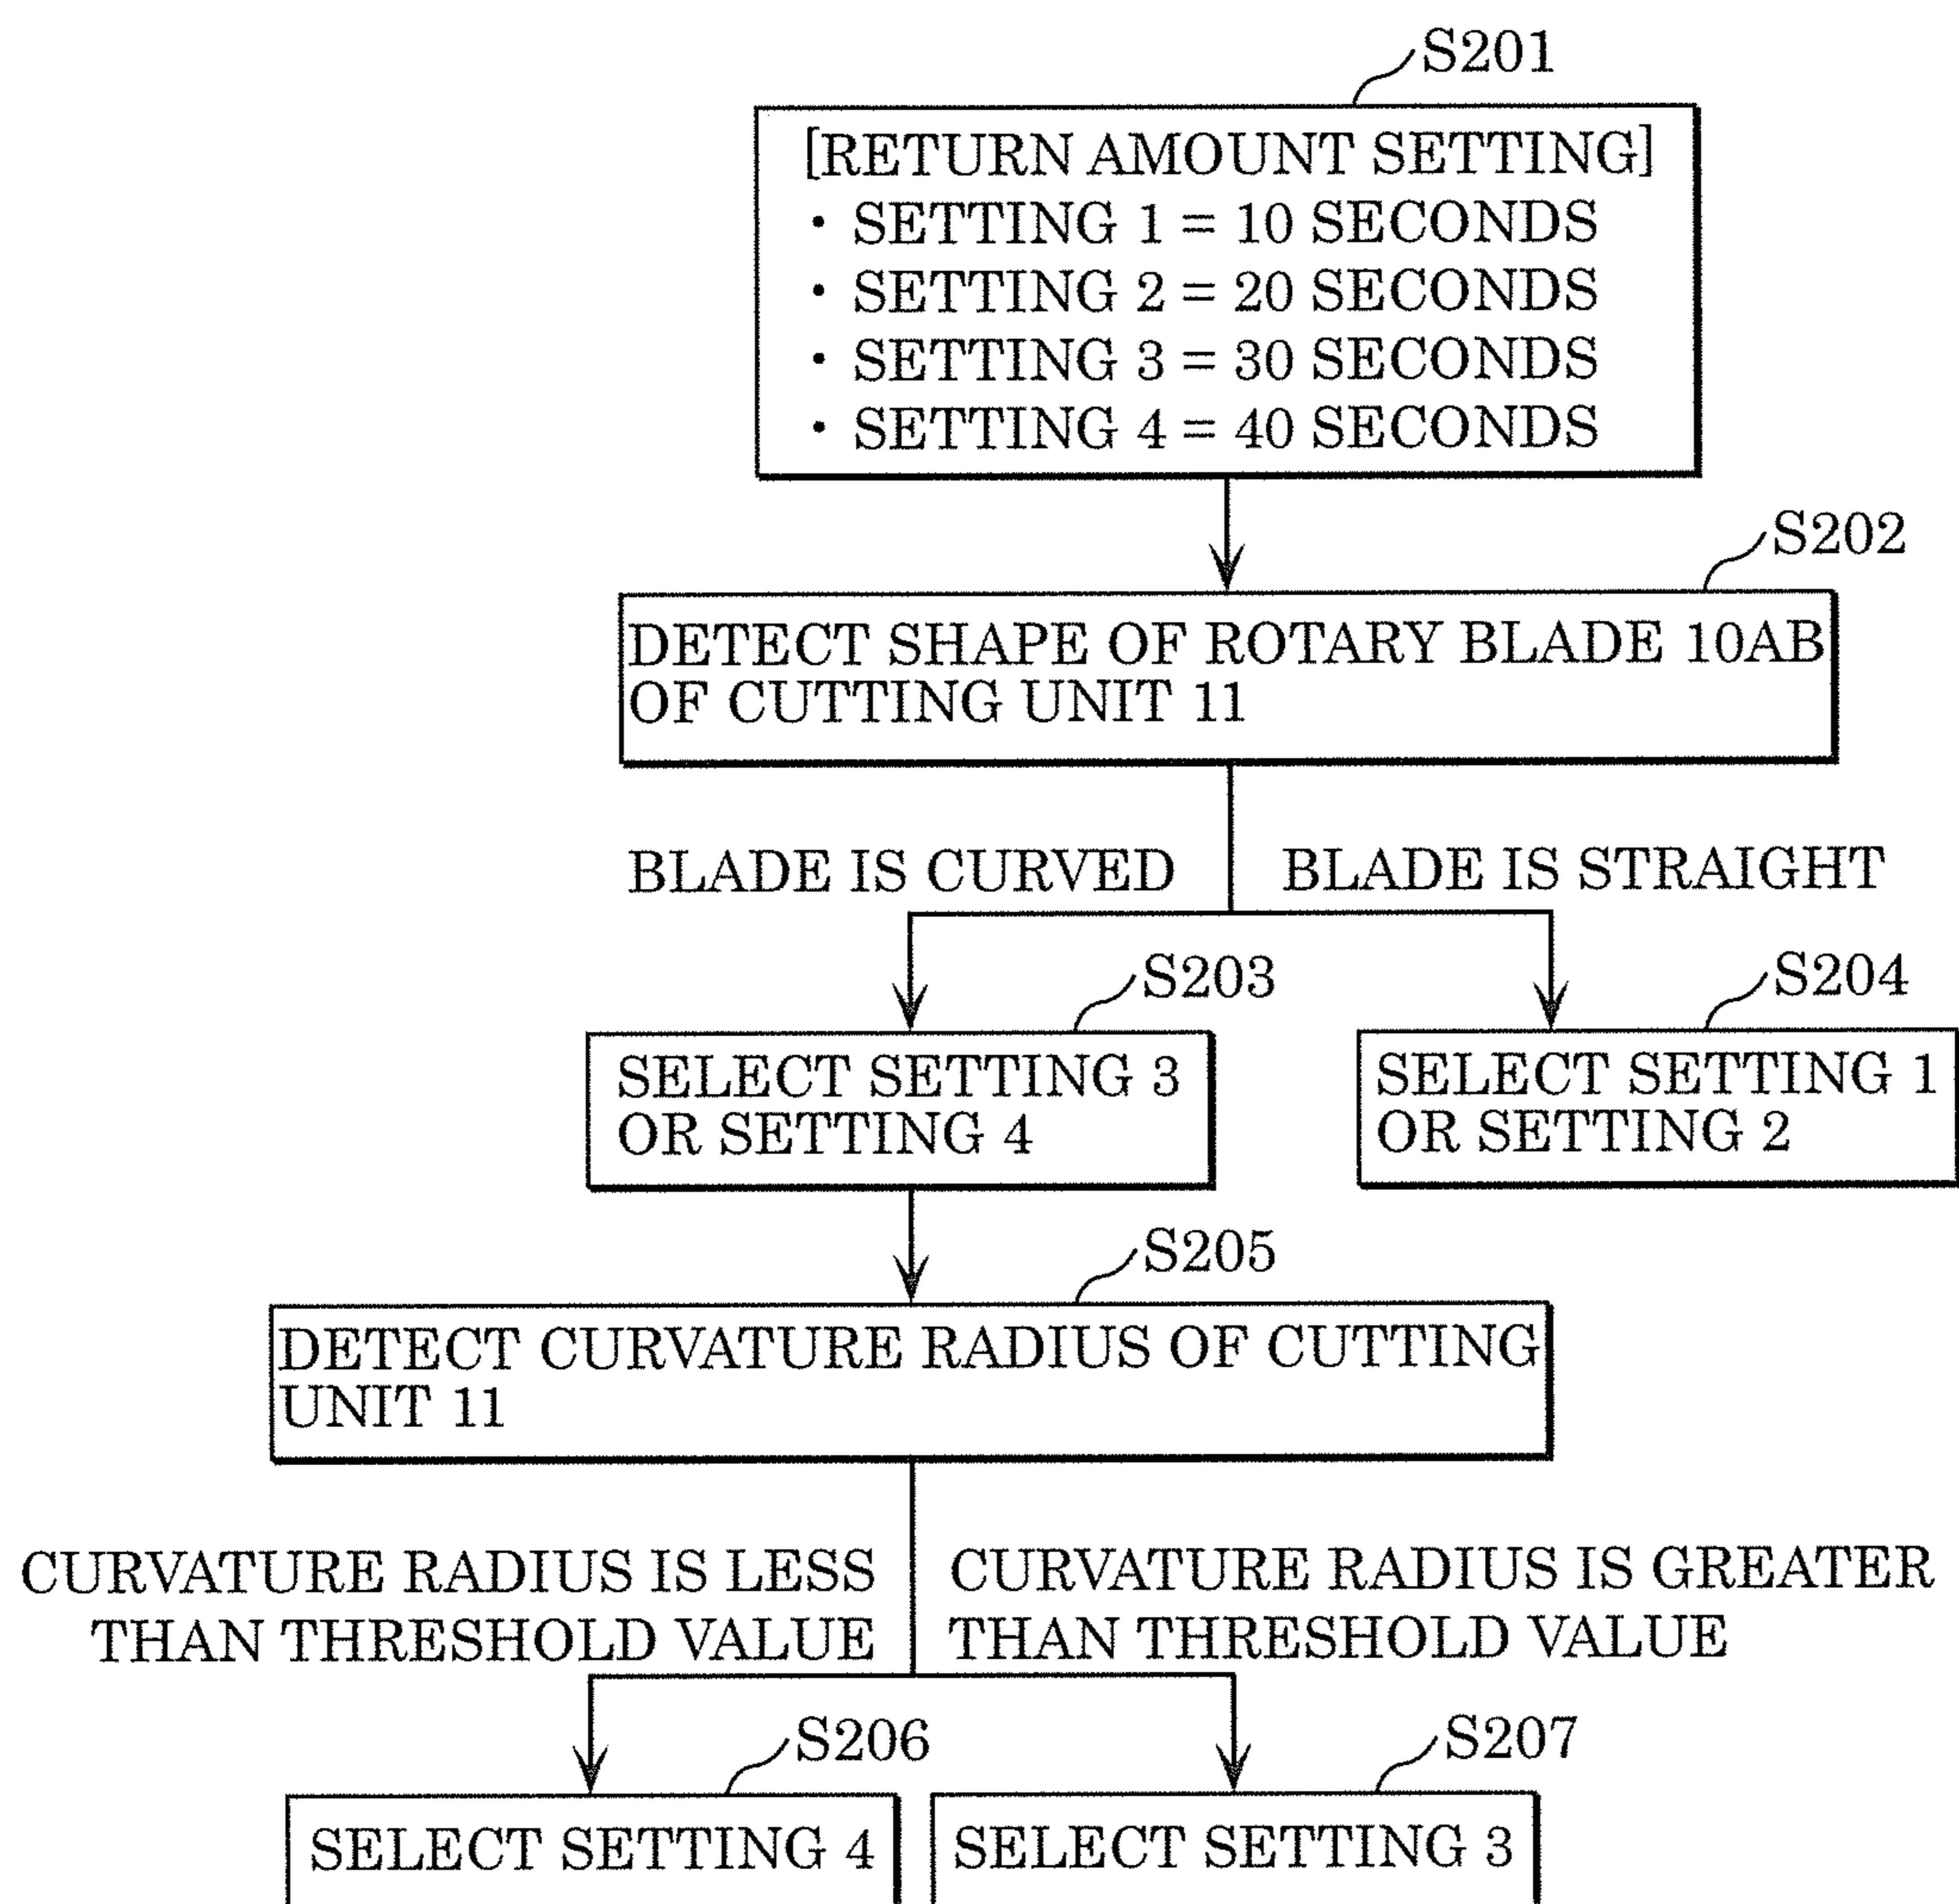 S201
[RETURN AMOUNT SETTING]
・ SETTING 1 = 10 SECONDS
・ SETTING 2 = 20 SECONDS
・ SETTING 3 = 30 SECONDS
・ SETTING 4 = 40 SECONDS
S202
DETECT SHAPE OF ROTARY BLADE 10AB
OF CUTTING UNIT 11
BLADE IS CURVED
BLADE IS STRAIGHT
S203
SELECT SETTING 3
OR SETTING 4
S204
SELECT SETTING 1
OR SETTING 2
S205
DETECT CURVATURE RADIUS OF CUTTING
UNIT 11
CURVATURE RADIUS IS LESS
THAN THRESHOLD VALUE
CURVATURE RADIUS IS GREATER
THAN THRESHOLD VALUE
S206
SELECT SETTING 4
S207
SELECT SETTING 3